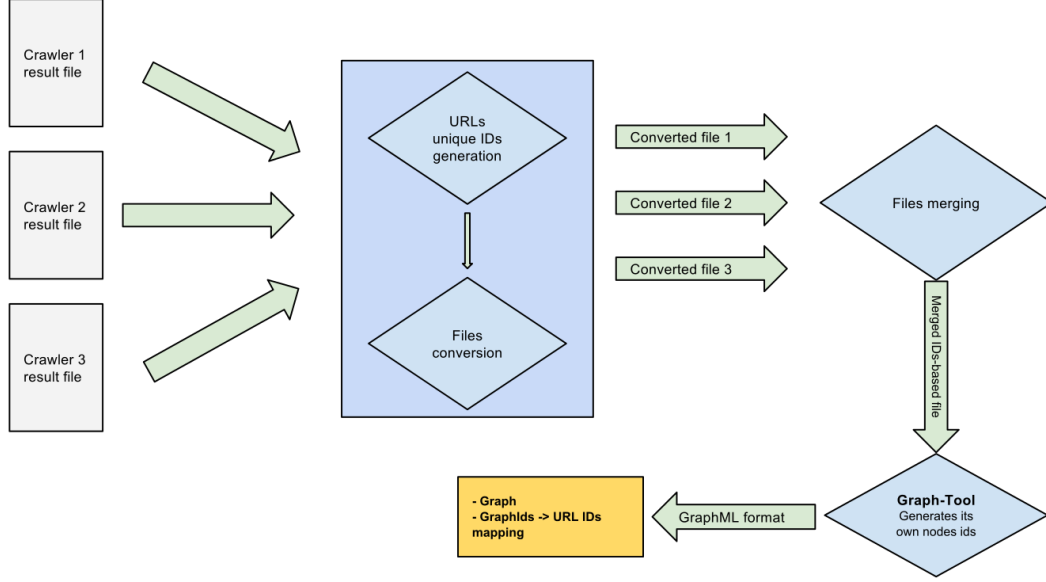 Crawler 1
result file
Crawler 2
result file
Crawler 3
result file
URLs
unique IDs
generation
Files
conversion
Converted file 1
Converted file 2
Converted file 3
Files merging
Merged IDs-based file
Graph-Tool
Generates its
own nodes ids
GraphML format
- Graph
- GraphIds -> URL IDs
mapping